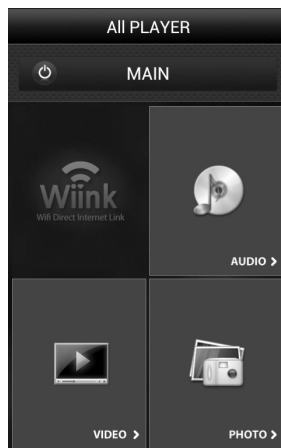 All PLAYER
MAIN
Wiink
Wifi Direct Internet Link
AUDIO
VIDEO
PHOTO